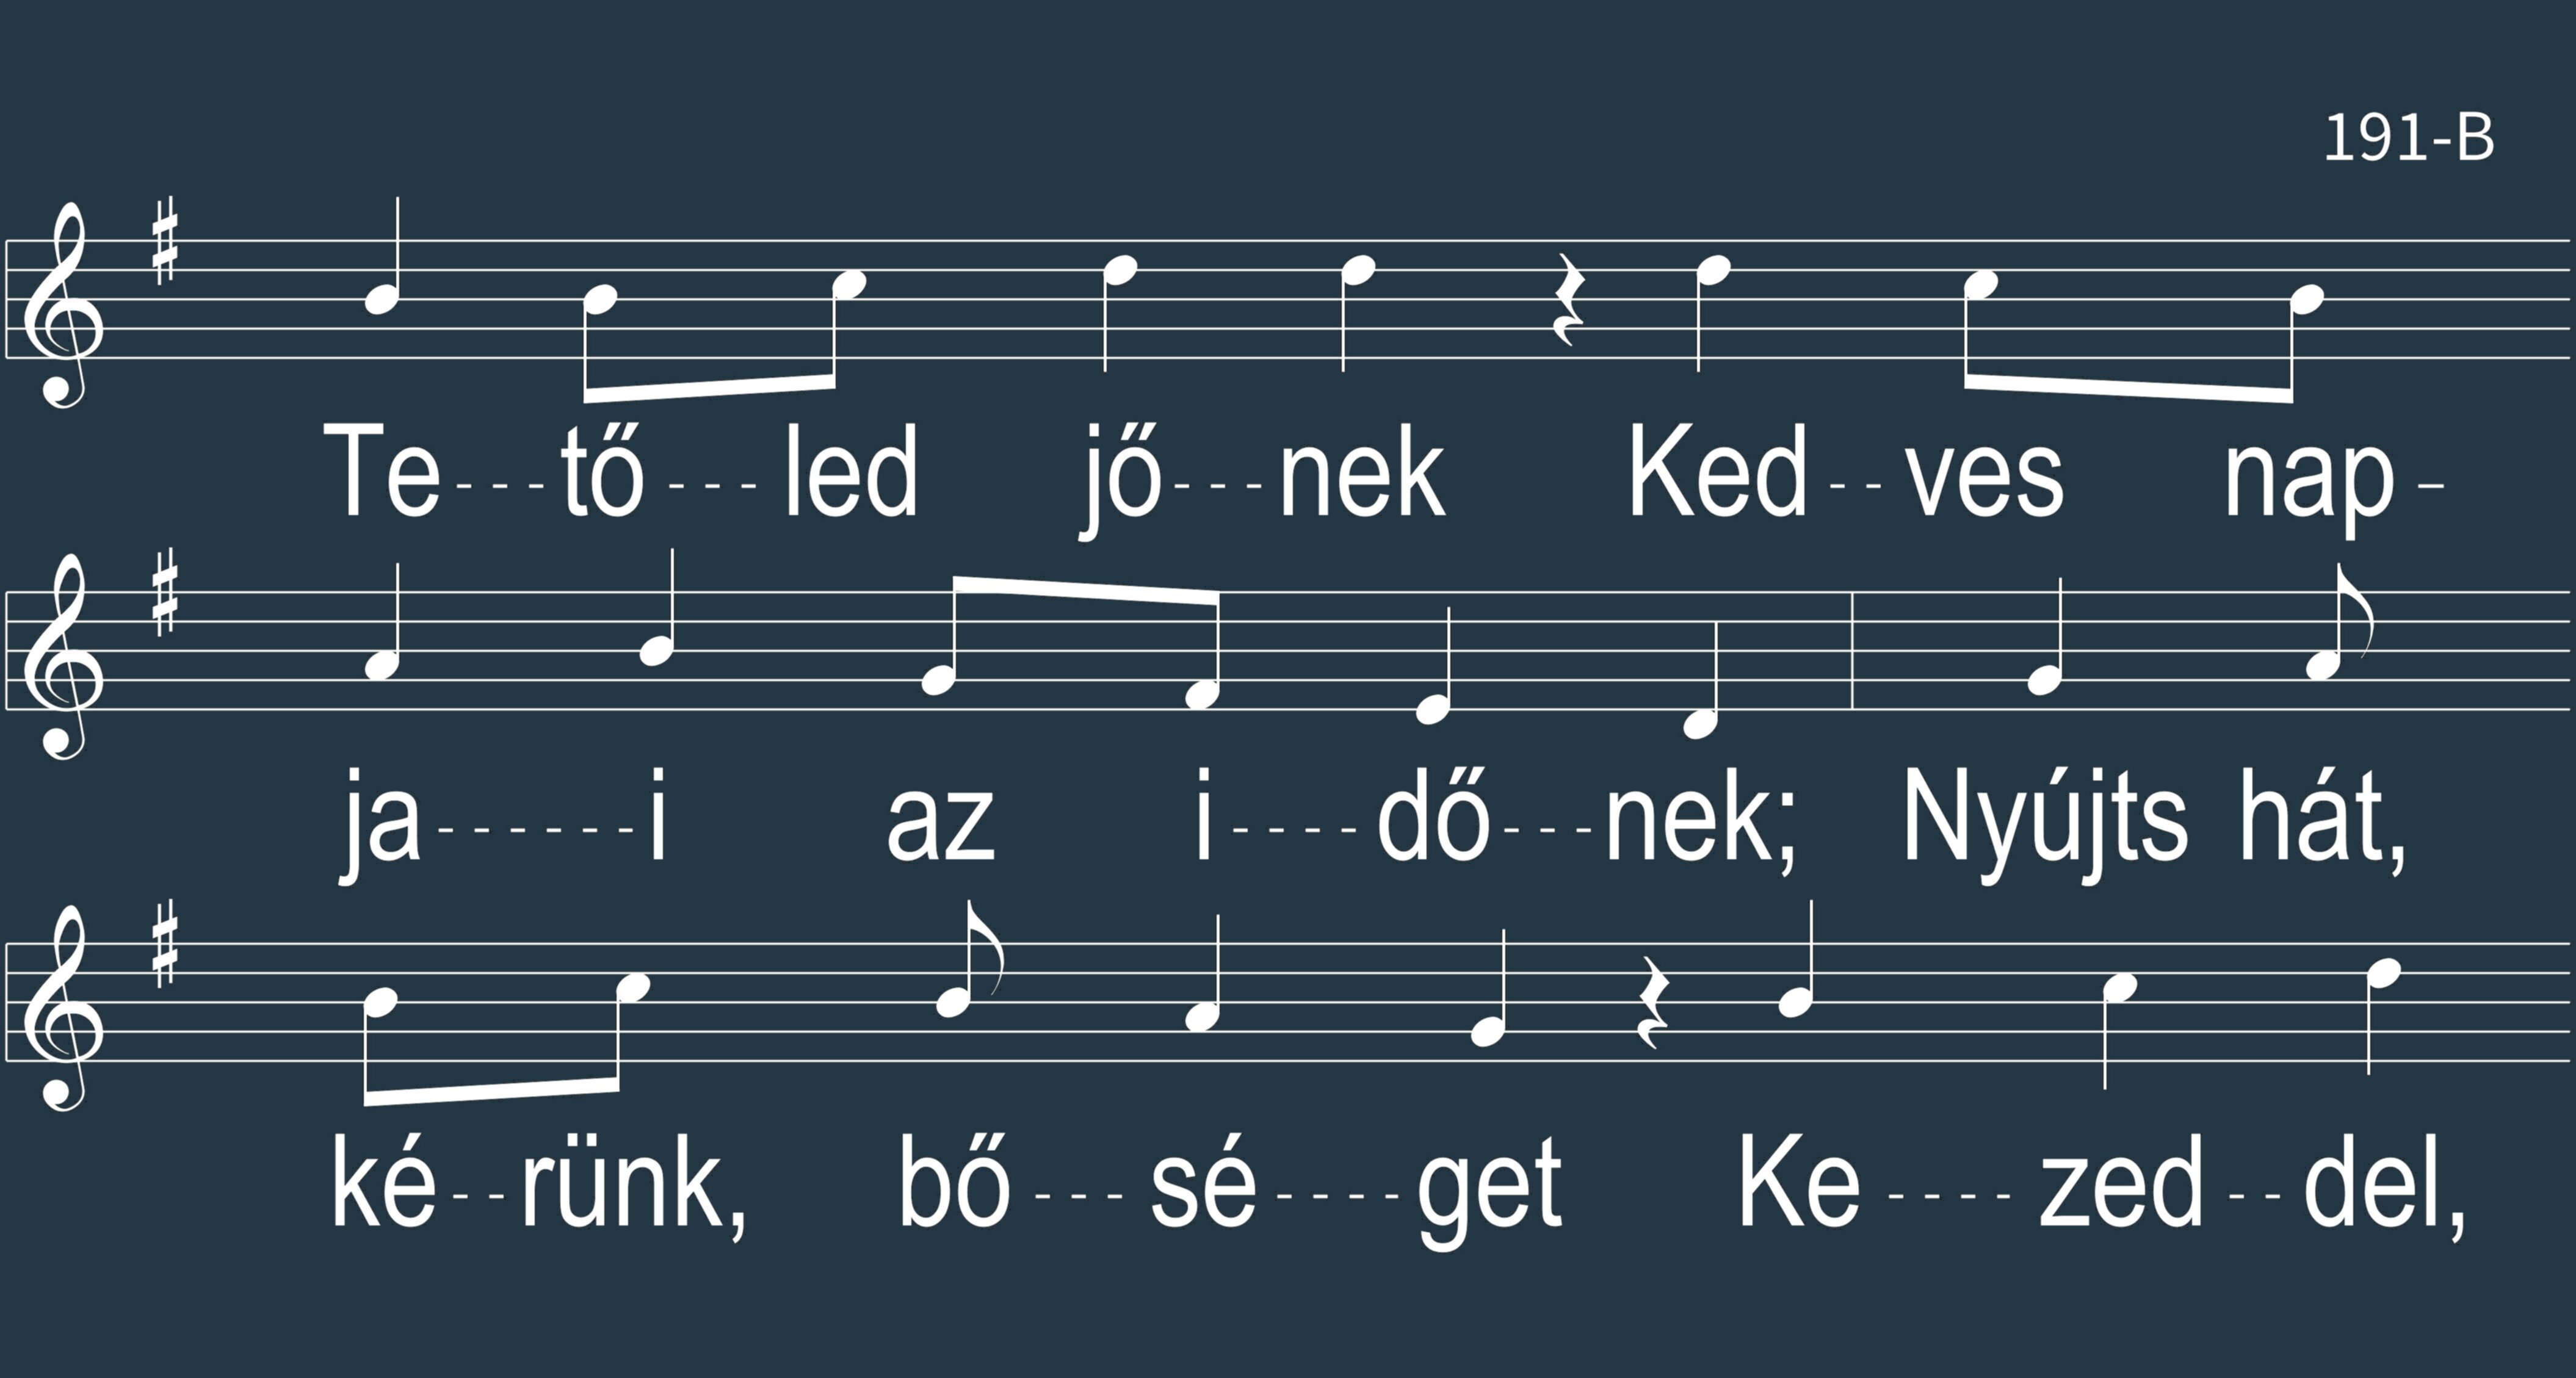 191-B
Te---tő---led jő---nek Ked--ves nap-
ja------i az i----dő---nek; Nyújts hát,
ké--rünk, bő---sé----get Ke----zed--del,